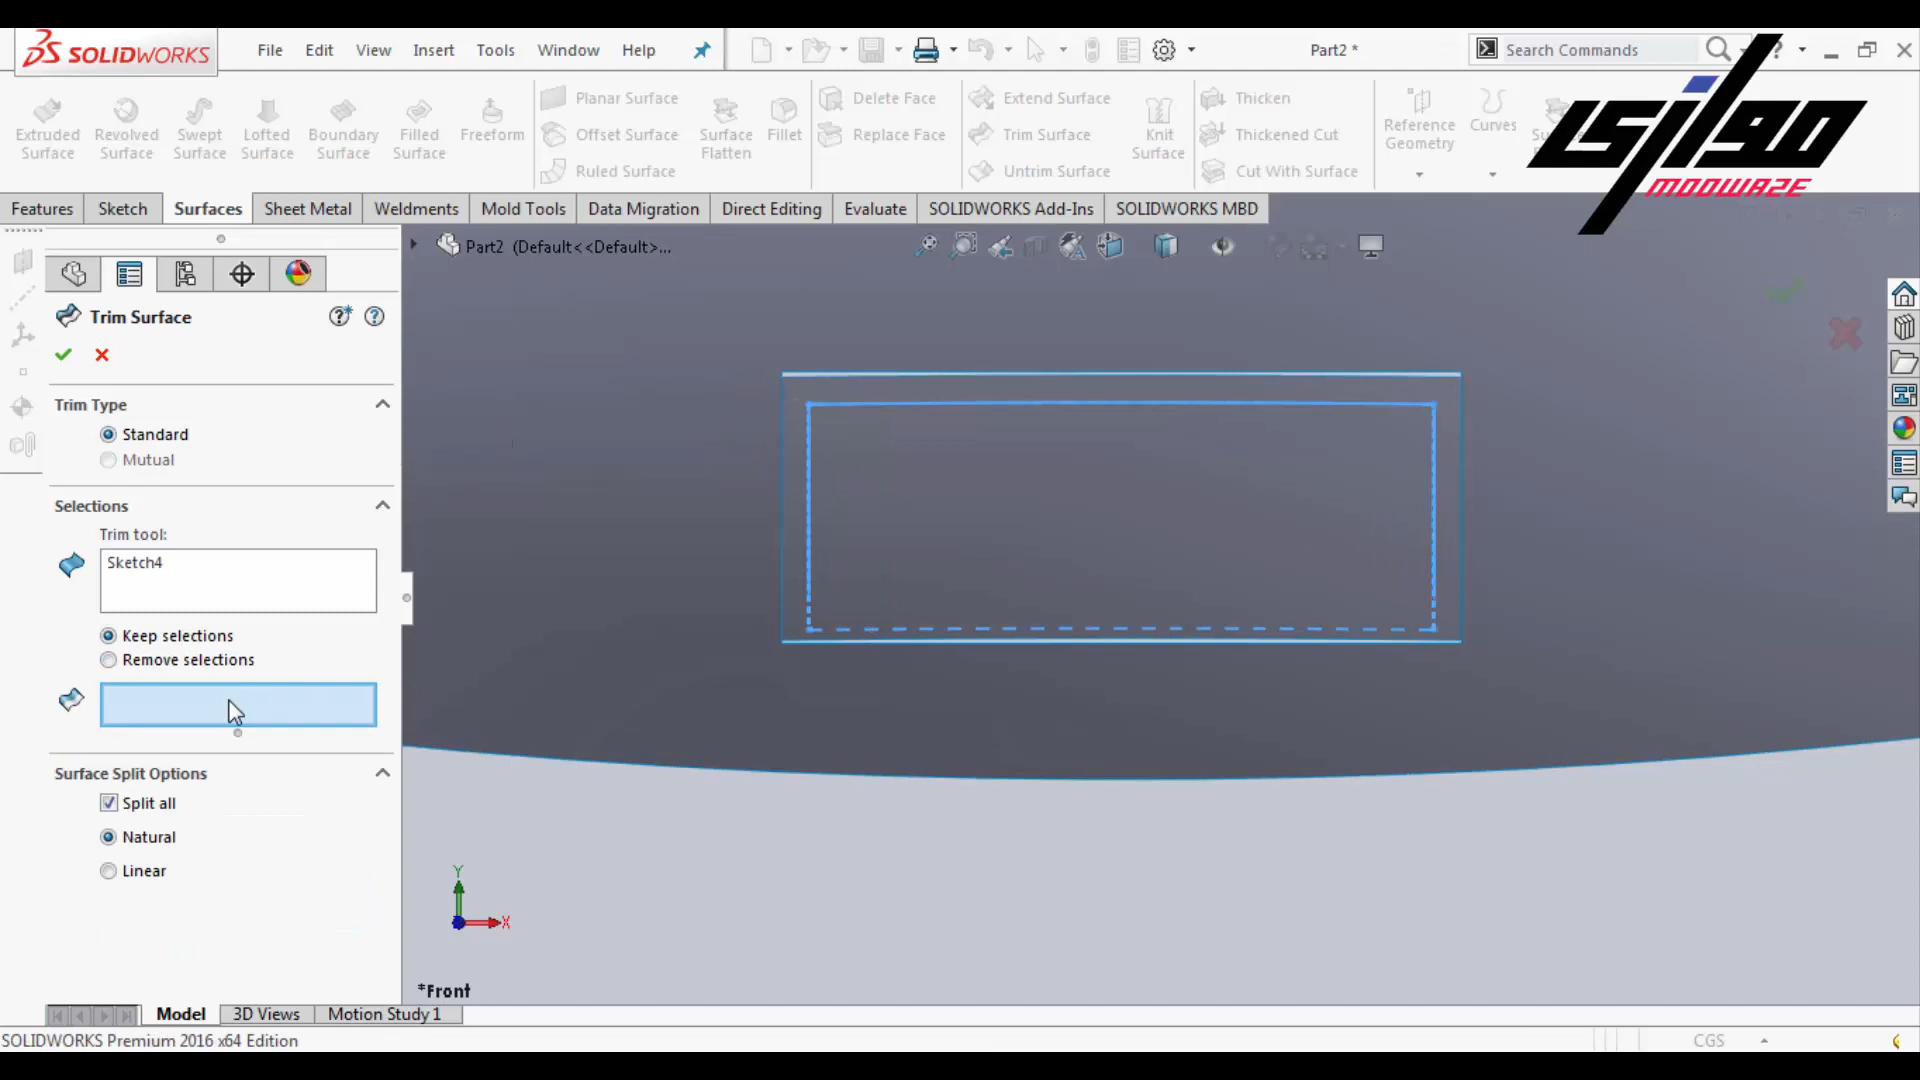 SOLIDWORKS
File Edit View Insert Tools Window Help
Part2 *
Search Commands
?
Extruded Surface
Revolved Surface
Swept Surface
Lofted Surface
Boundary Surface
Filled Surface
Freeform
Planar Surface
Offset Surface
Ruled Surface
Surface Flatten
Fillet
Delete Face
Replace Face
Extend Surface
Trim Surface
Untrim Surface
Knit Surface
Thicken
Thickened Cut
Cut With Surface
Reference Geometry
Curves
MODWAZE
Features Sketch Surfaces Sheet Metal Weldments Mold Tools Data Migration Direct Editing Evaluate SOLIDWORKS Add-Ins SOLIDWORKS MBD
Part2 (Default<<Default>...
Trim Surface
Trim Type
Standard
Mutual
Selections
Trim tool:
Sketch4
Keep selections
Remove selections
Surface Split Options
Split all
Natural
Linear
Y
X
*Front
Model 3D Views Motion Study 1
SOLIDWORKS Premium 2016 x64 Edition
CGS